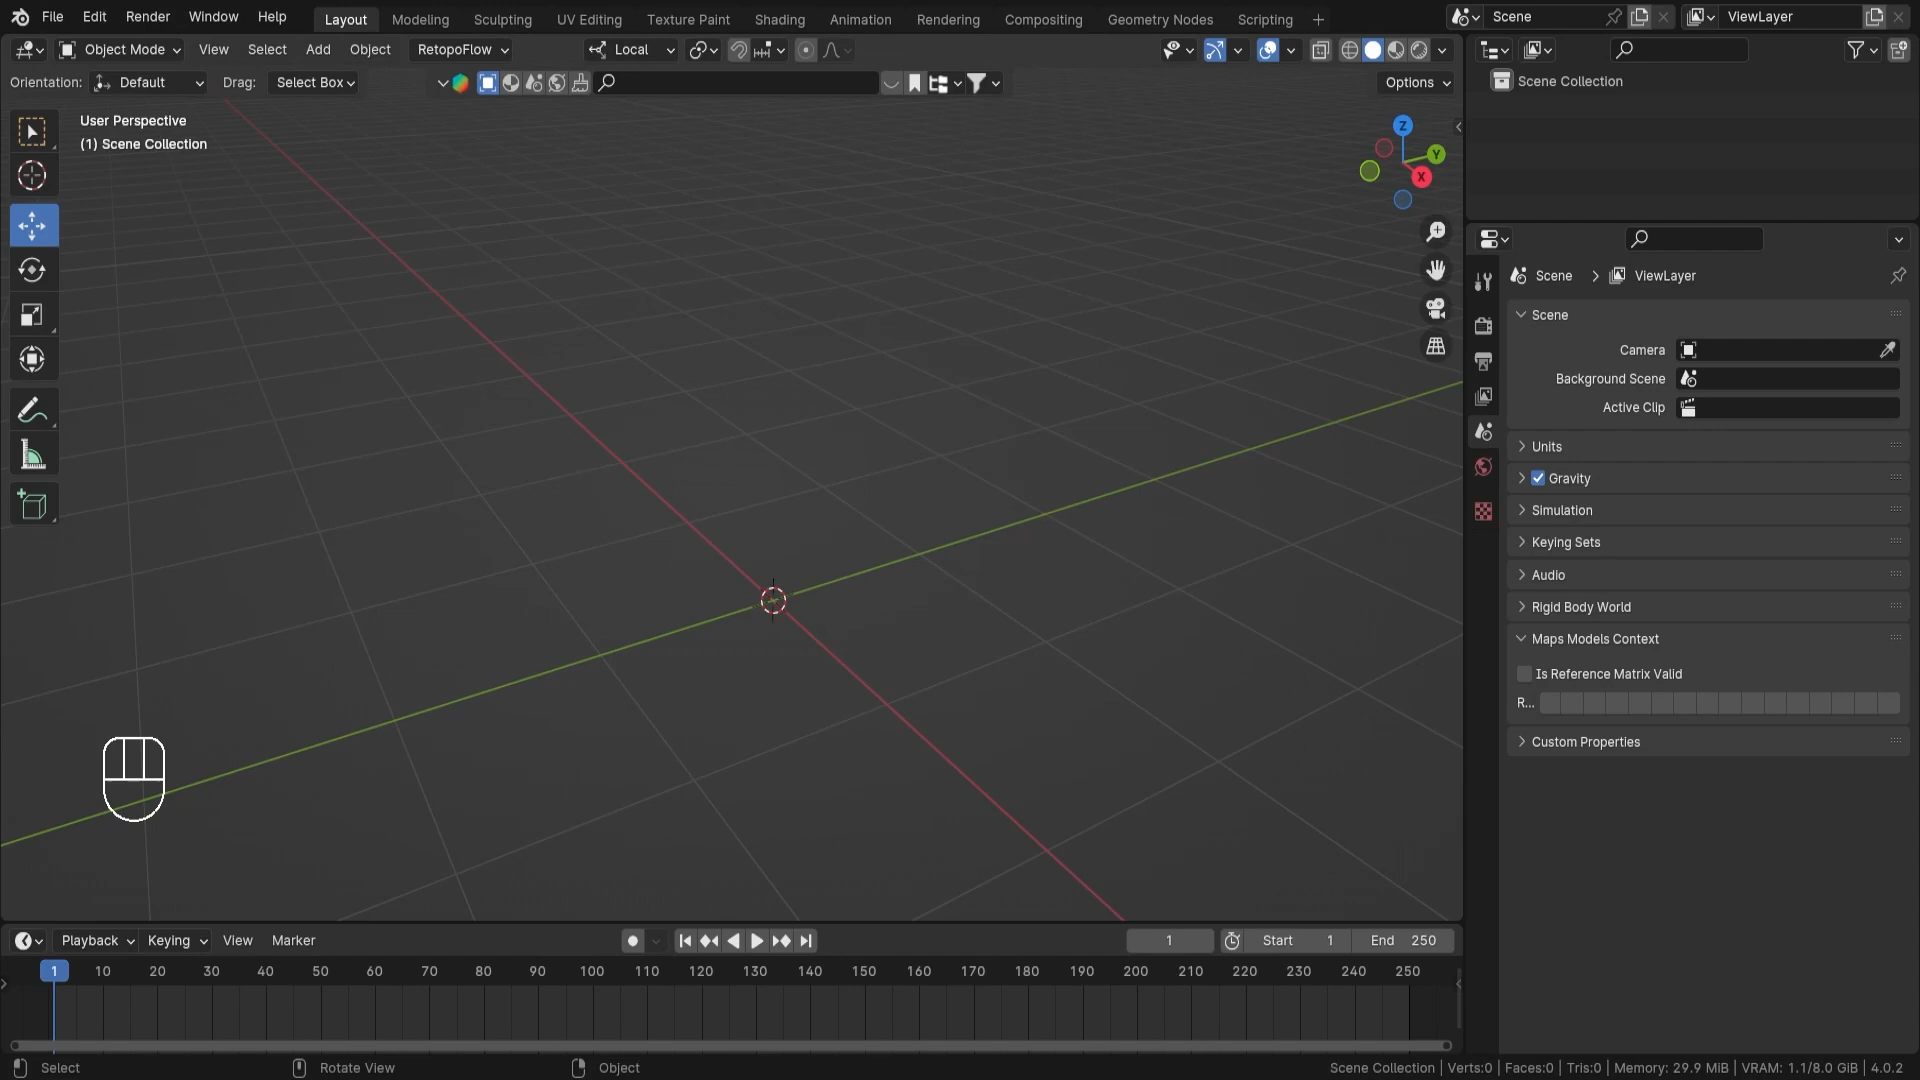 File Edit Render Window Help Layout Modeling Sculpting UV Editing Texture Paint Shading Animation Rendering Compositing Geometry Nodes Scripting + Scene ViewLayer
Object Mode View Select Add Object RetopoFlow Local
Orientation: Default Drag: Select Box Options
Scene Collection
User Perspective
(1) Scene Collection
Z
Y
X
Scene > ViewLayer
Scene
Camera
Background Scene
Active Clip
Units
Gravity
Simulation
Keying Sets
Audio
Rigid Body World
Maps Models Context
Is Reference Matrix Valid
R...
Custom Properties
Playback Keying View Marker 1 Start 1 End 250
1 10 20 30 40 50 60 70 80 90 100 110 120 130 140 150 160 170 180 190 200 210 220 230 240 250
Select Rotate View Object Scene Collection | Verts:0 | Faces:0 | Tris:0 | Memory: 29.9 MiB | VRAM: 1.1/8.0 GiB | 4.0.2